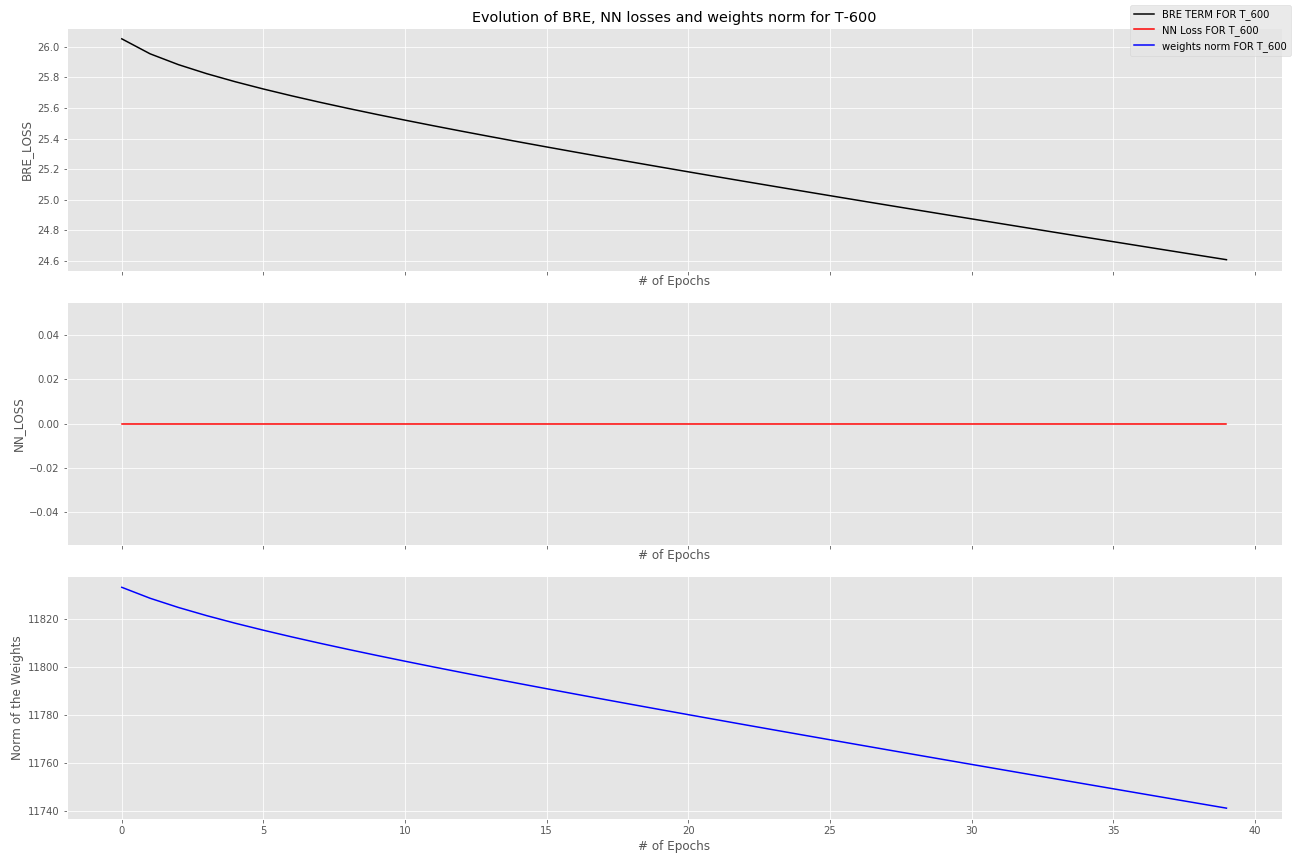 Evolution of BRE, NN losses and weights norm for T-600
BRE TERM FOR T_600
NN Loss FOR T_600
weights norm FOR T_600
BRE_LOSS
26.0
25.8
25.6
25.4
25.2
25.0
24.8
24.6
# of Epochs
NN_LOSS
0.04
0.02
0.00
−0.02
−0.04
# of Epochs
Norm of the Weights
11820
11800
11780
11760
11740
0 5 10 15 20 25 30 35 40
# of Epochs